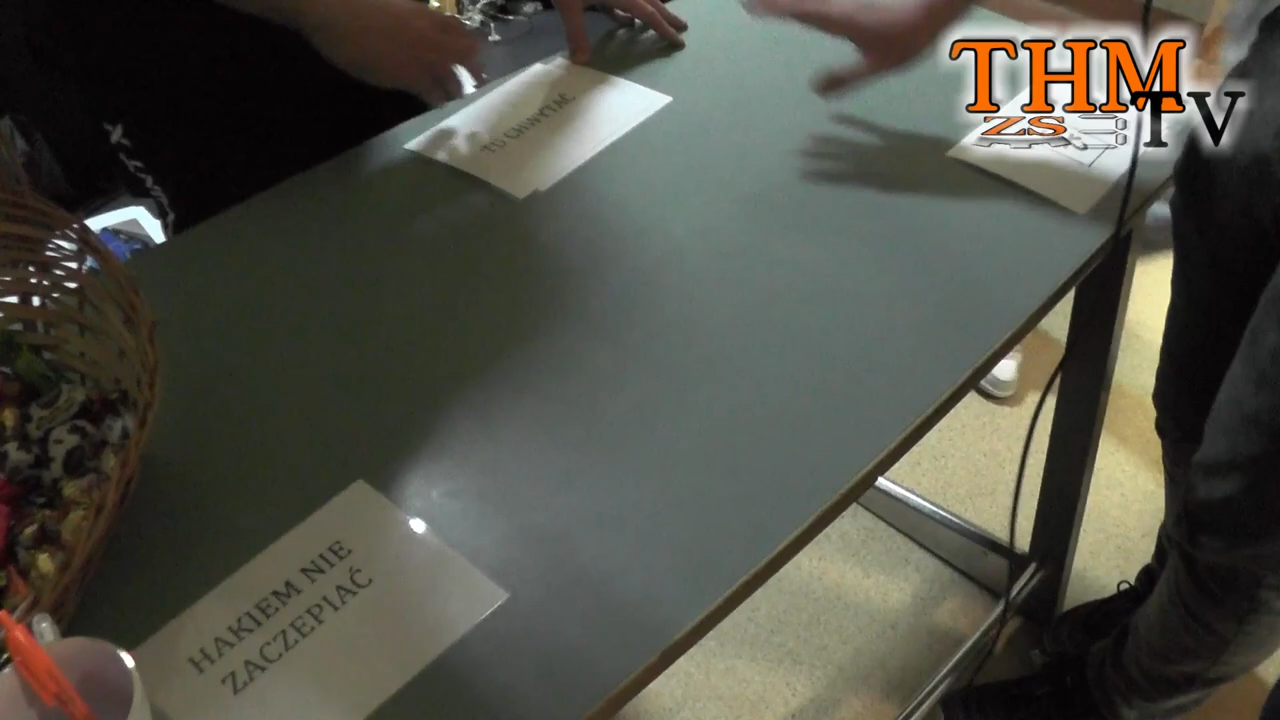 THM
ZS TV
TU CHWYTAĆ
HAKIEM NIE
ZACZEPIAĆ